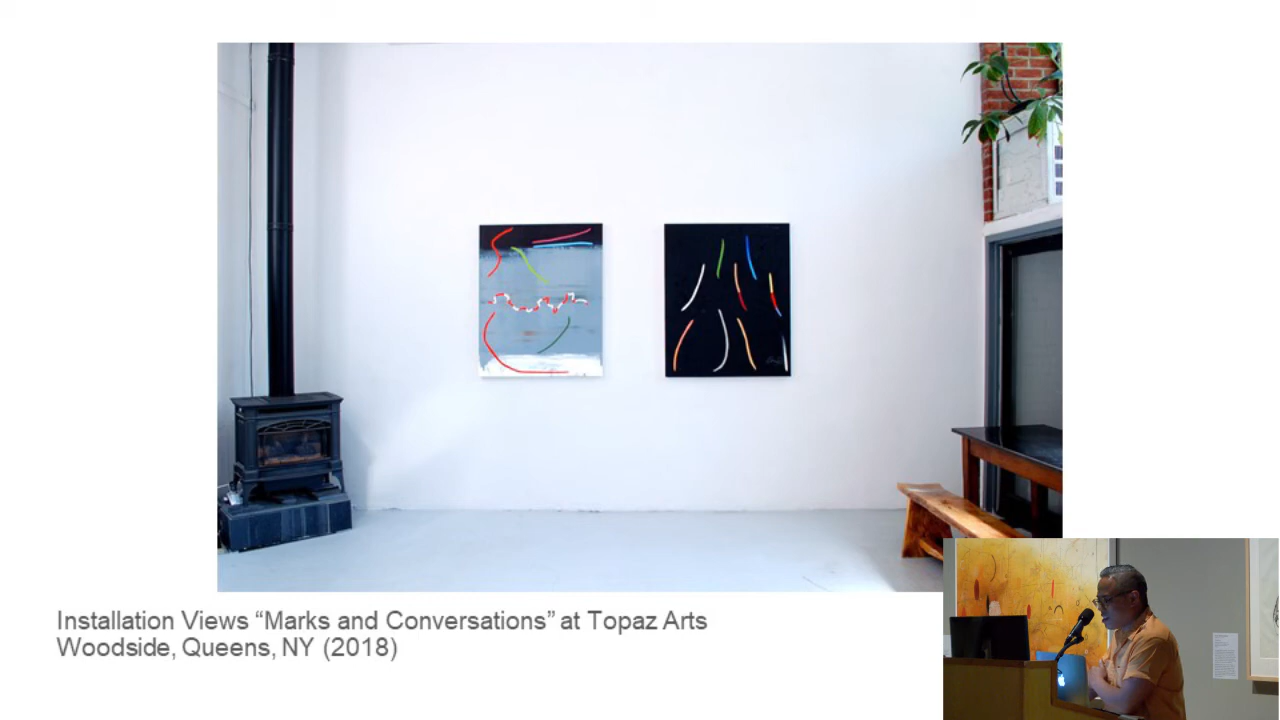 Installation Views “Marks and Conversations” at Topaz Arts
Woodside, Queens, NY (2018)